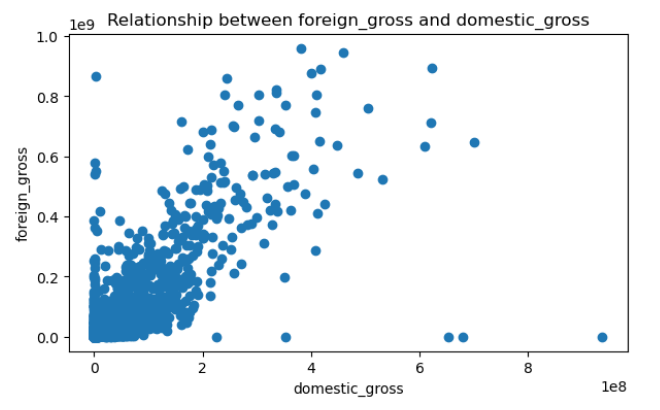 Relationship between foreign_gross and domestic_gross
1e9
1.0
0.8
0.6
0.4
0.2
0.0
foreign_gross
0 2 4 6 8
domestic_gross
1e8